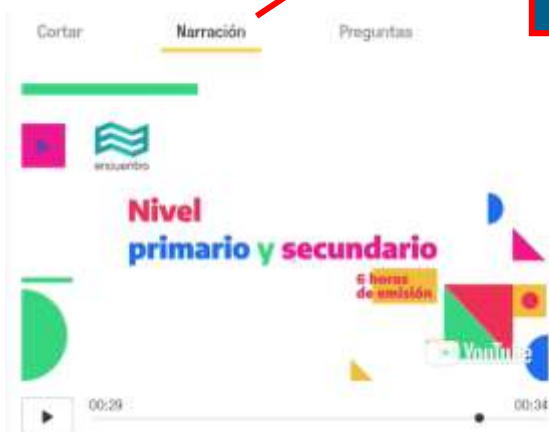 Cortar Narración Preguntas
encuentro
Nivel
primario y secundario
6 horas
de emisión
YouTube
00:29 00:34